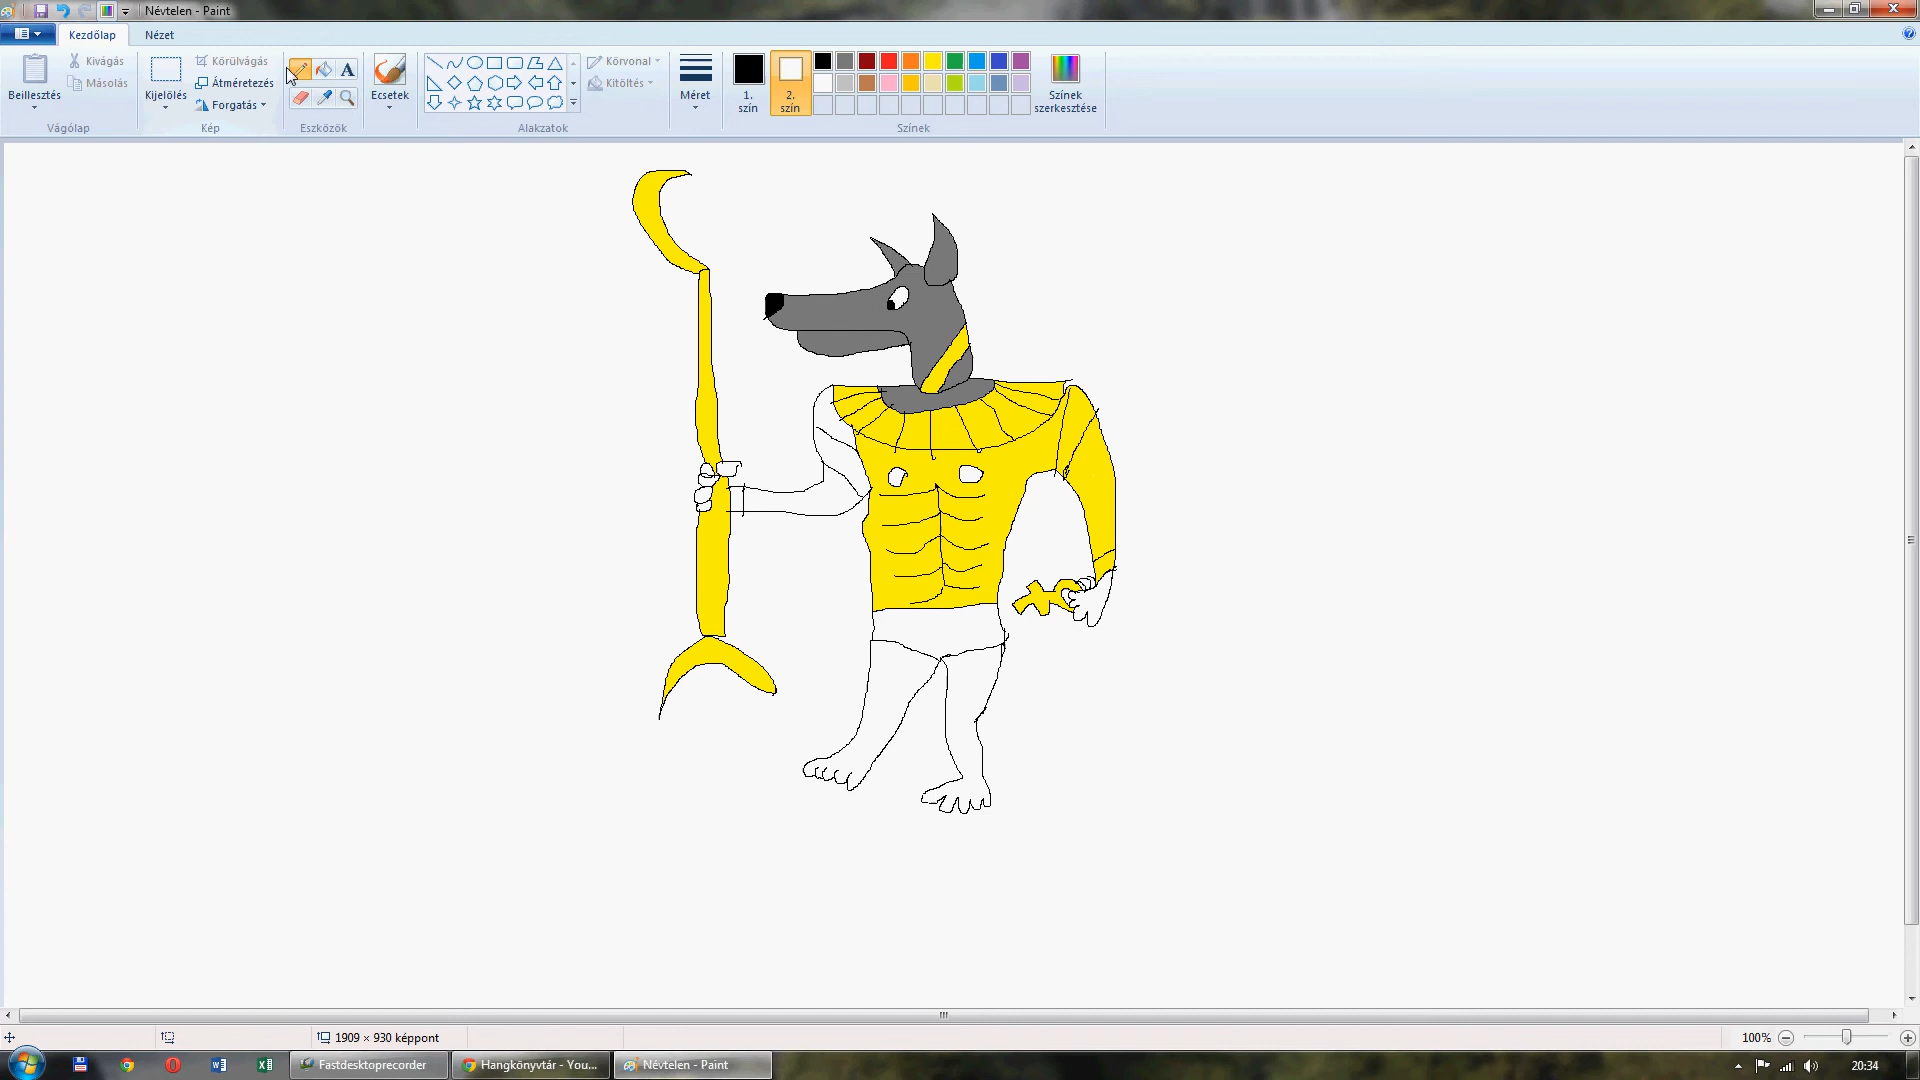 Névtelen - Paint
Kezdőlap
Nézet
Beillesztés
Kivágás
Másolás
Vágólap
Kijelölés
Körülvágás
Átméretezés
Forgatás
Kép
A
Eszközök
Ecsetek
Alakzatok
Körvonal
Kitöltés
Méret
1.
szín
2.
szín
Színek
szerkesztése
Színek
1909 × 930 képpont
100%
Fastdesktoprecorder
Hangkönyvtár - You...
Névtelen - Paint
20:34